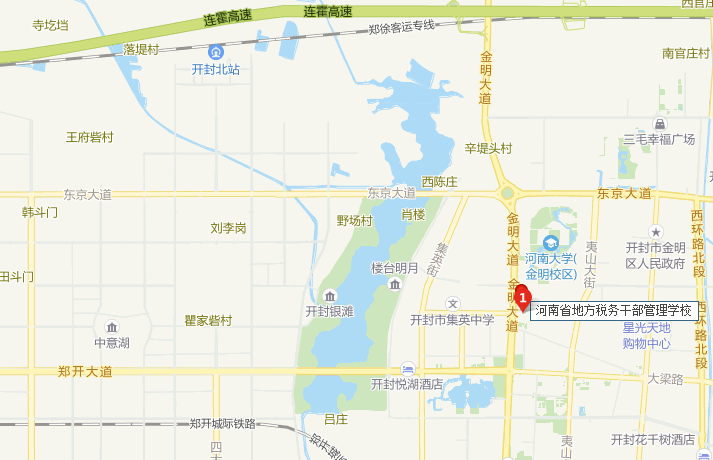 西官庄
连霍高速
连霍高速
寺圪垱
郑徐客运专线
落堤村
金明大道
南官庄村
开封北站
王府砦村
三毛幸福广场
辛堤头村
西陈庄
东京大道
东京大道
东京大道
韩斗门
野场村
肖楼
刘李岗
金明大道
西环路北段
集英街
夷山大街
开封市金明
区人民政府
河南大学(
金明校区)
楼台明月
田斗门
金明大道
1
河南省地方税务干部管理学校
开封银滩
开封市集英中学
瞿家砦村
西环路北段
星光天地
购物中心
中意湖
郑开大道
开封悦湖酒店
大梁路
吕庄
郑开城际铁路
郑开城
四大
夷山
开封花千树酒店